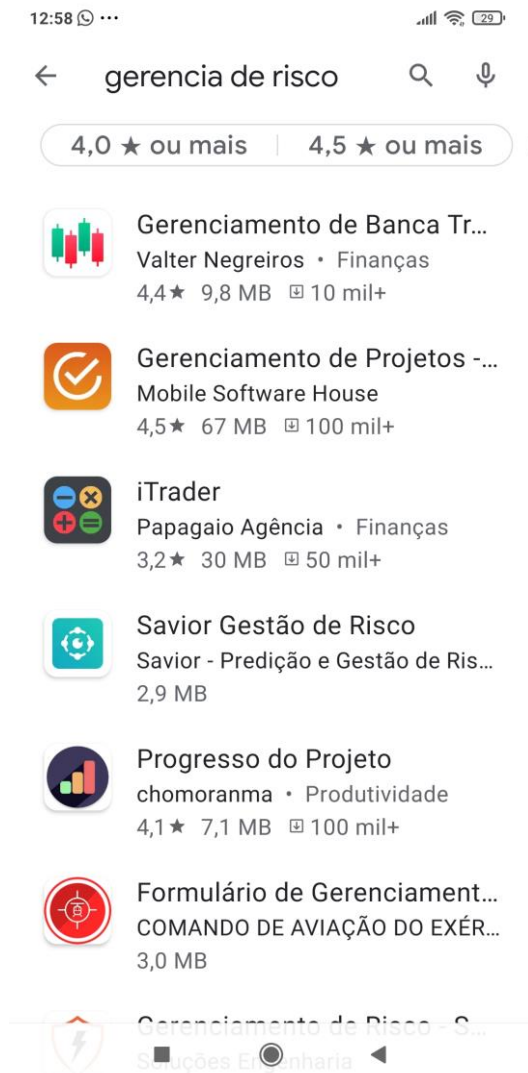 12:58
29
gerencia de risco
4,0 ★ ou mais 4,5 ★ ou mais
Gerenciamento de Banca Tr...
Valter Negreiros • Finanças
4,4★ 9,8 MB 10 mil+
Gerenciamento de Projetos -...
Mobile Software House
4,5★ 67 MB 100 mil+
iTrader
Papagaio Agência • Finanças
3,2★ 30 MB 50 mil+
Savior Gestão de Risco
Savior - Predição e Gestão de Ris...
2,9 MB
Progresso do Projeto
chomoranma • Produtividade
4,1★ 7,1 MB 100 mil+
Formulário de Gerenciament...
COMANDO DE AVIAÇÃO DO EXÉR...
3,0 MB
Gerenciamento de Risco - S...
Soluções Engenharia